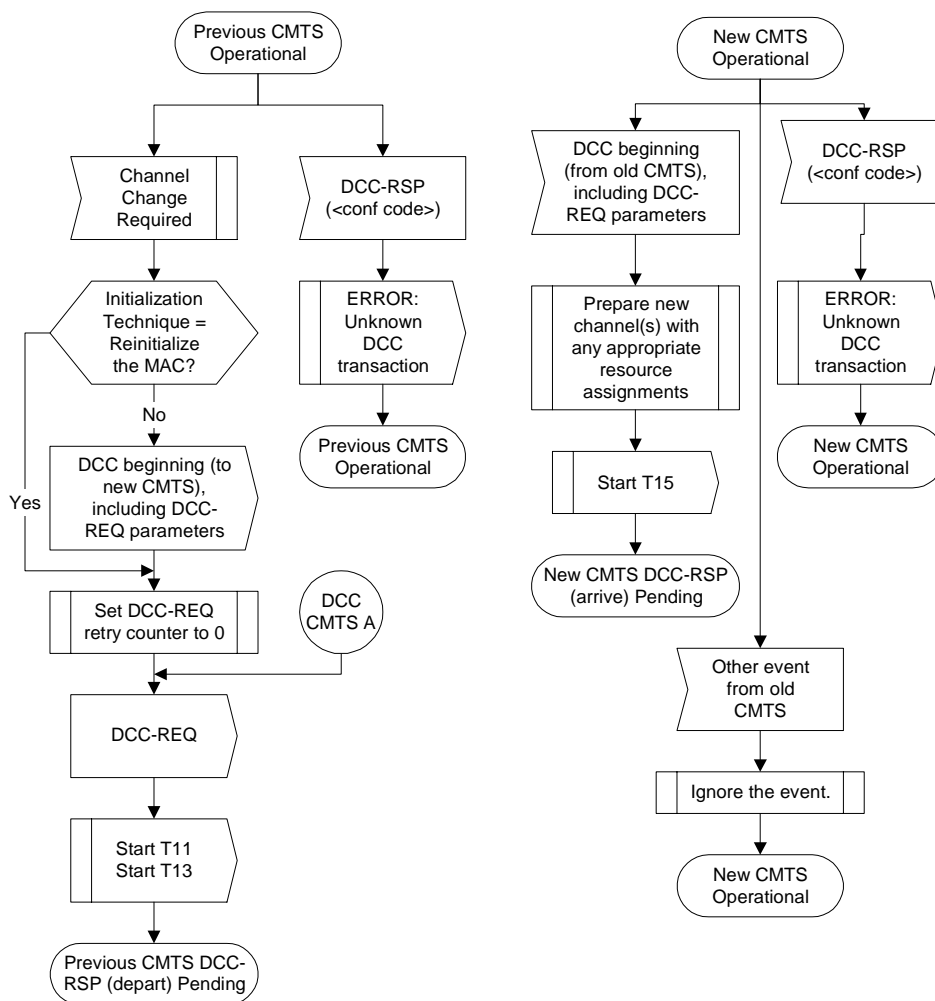 Previous CMTS
Operational
Channel
Change
Required
DCC-RSP
(<conf code>)
Initialization
Technique =
Reinitialize
the MAC?
ERROR:
Unknown
DCC
transaction
No
Previous CMTS
Operational
Yes
DCC beginning (to
new CMTS),
including DCC-
REQ parameters
Set DCC-REQ
retry counter to 0
DCC
CMTS A
DCC-REQ
Start T11
Start T13
Previous CMTS DCC-
RSP (depart) Pending
New CMTS
Operational
DCC beginning
(from old CMTS),
including DCC-
REQ parameters
DCC-RSP
(<conf code>)
Prepare new
channel(s) with
any appropriate
resource
assignments
ERROR:
Unknown
DCC
transaction
Start T15
New CMTS
Operational
New CMTS DCC-RSP
(arrive) Pending
Other event
from old
CMTS
Ignore the event.
New CMTS
Operational